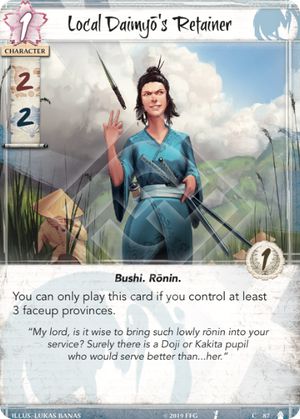 1
Local Daimyō's Retainer
CHARACTER
2
2
1
Bushi. Rōnin.
You can only play this card if you control at least
3 faceup provinces.
"My lord, is it wise to bring such lowly rōnin into your
service? Surely there is a Doji or Kakita pupil
who would serve better than...her."
ILLUS: LUKAS BANAS
© 2019 FFG
C 87